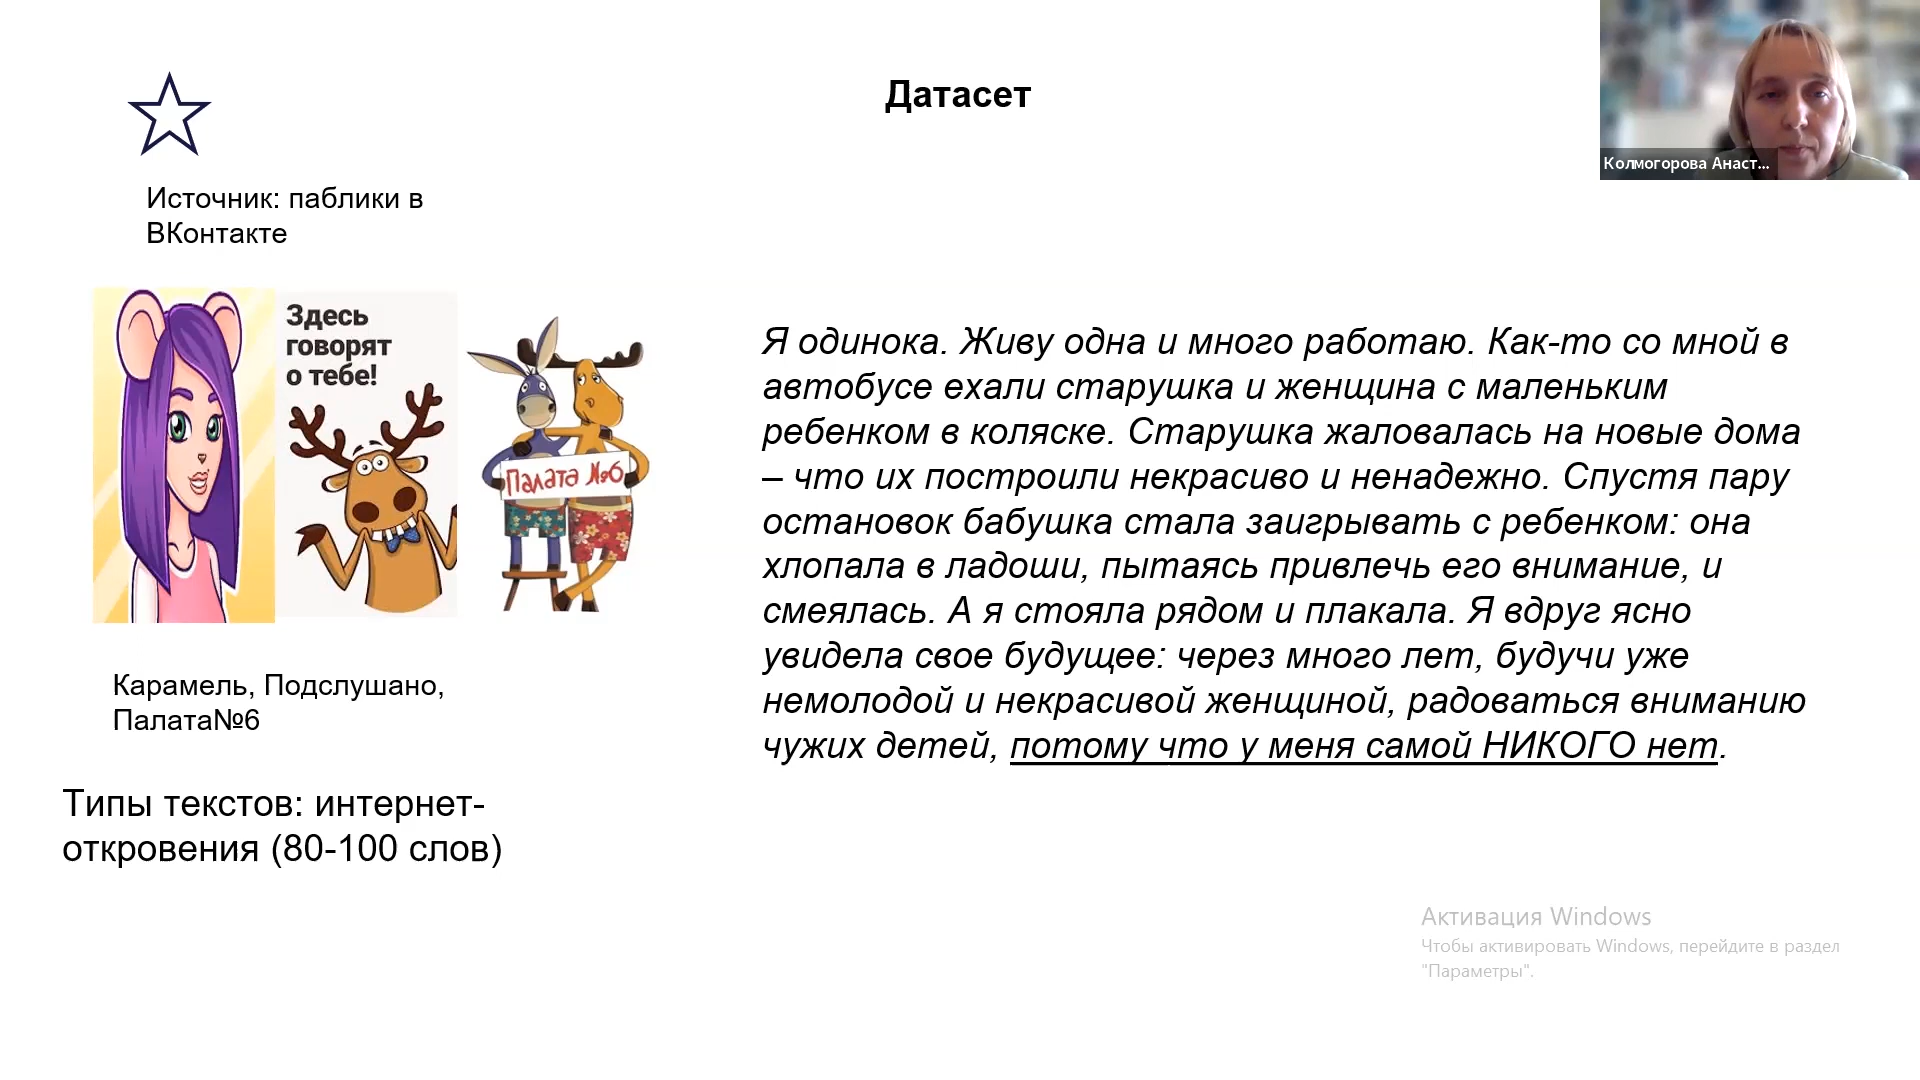 Датасет
Колмогорова Анаст...
Источник: паблики в
ВКонтакте
Здесь
говорят
о тебе!
Палата №6
Карамель, Подслушано,
Палата№6
Типы текстов: интернет-
откровения (80-100 слов)
Я одинока. Живу одна и много работаю. Как-то со мной в
автобусе ехали старушка и женщина с маленьким
ребенком в коляске. Старушка жаловалась на новые дома
– что их построили некрасиво и ненадежно. Спустя пару
остановок бабушка стала заигрывать с ребенком: она
хлопала в ладоши, пытаясь привлечь его внимание, и
смеялась. А я стояла рядом и плакала. Я вдруг ясно
увидела свое будущее: через много лет, будучи уже
немолодой и некрасивой женщиной, радоваться вниманию
чужих детей, потому что у меня самой НИКОГО нет.
Активация Windows
Чтобы активировать Windows, перейдите в раздел
"Параметры".